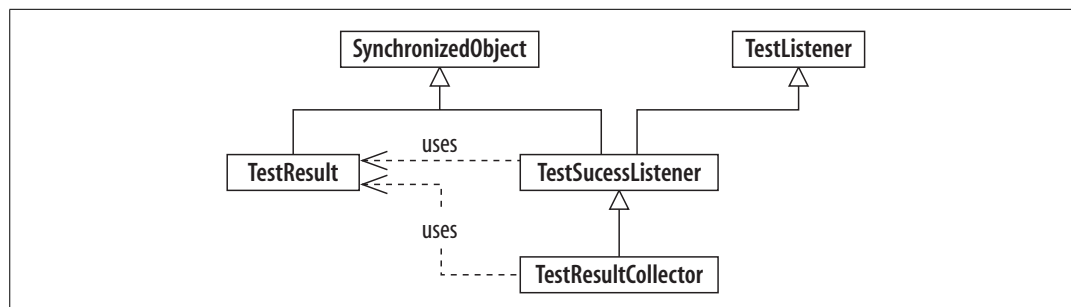 SynchronizedObject
TestListener
uses
TestResult
TestSucessListener
uses
TestResultCollector